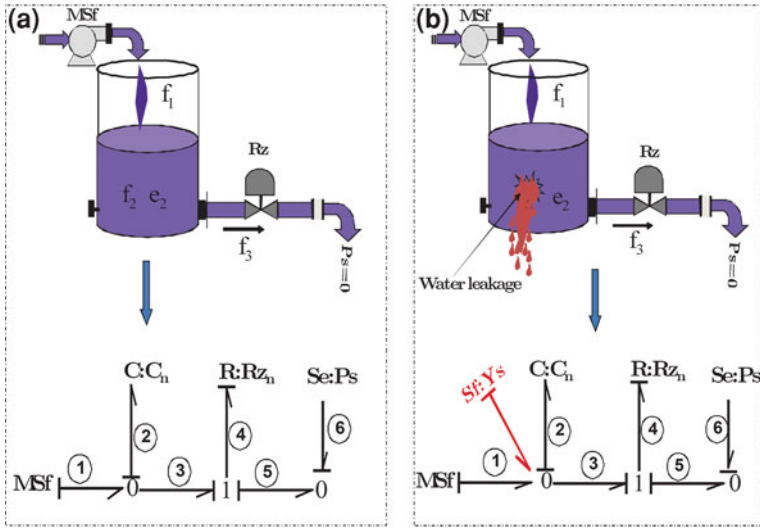 (a)
MSf
f1
Rz
f2 e2
f3
Ps=0
C:Cn
R:Rzn
Se:Ps
1
2
3
4
5
6
MSf
0
1
0
(b)
MSf
f1
Rz
e2
f3
Ps=0
Water leakage
Sf:Ys
C:Cn
R:Rzn
Se:Ps
1
2
3
4
5
6
MSf
0
1
0